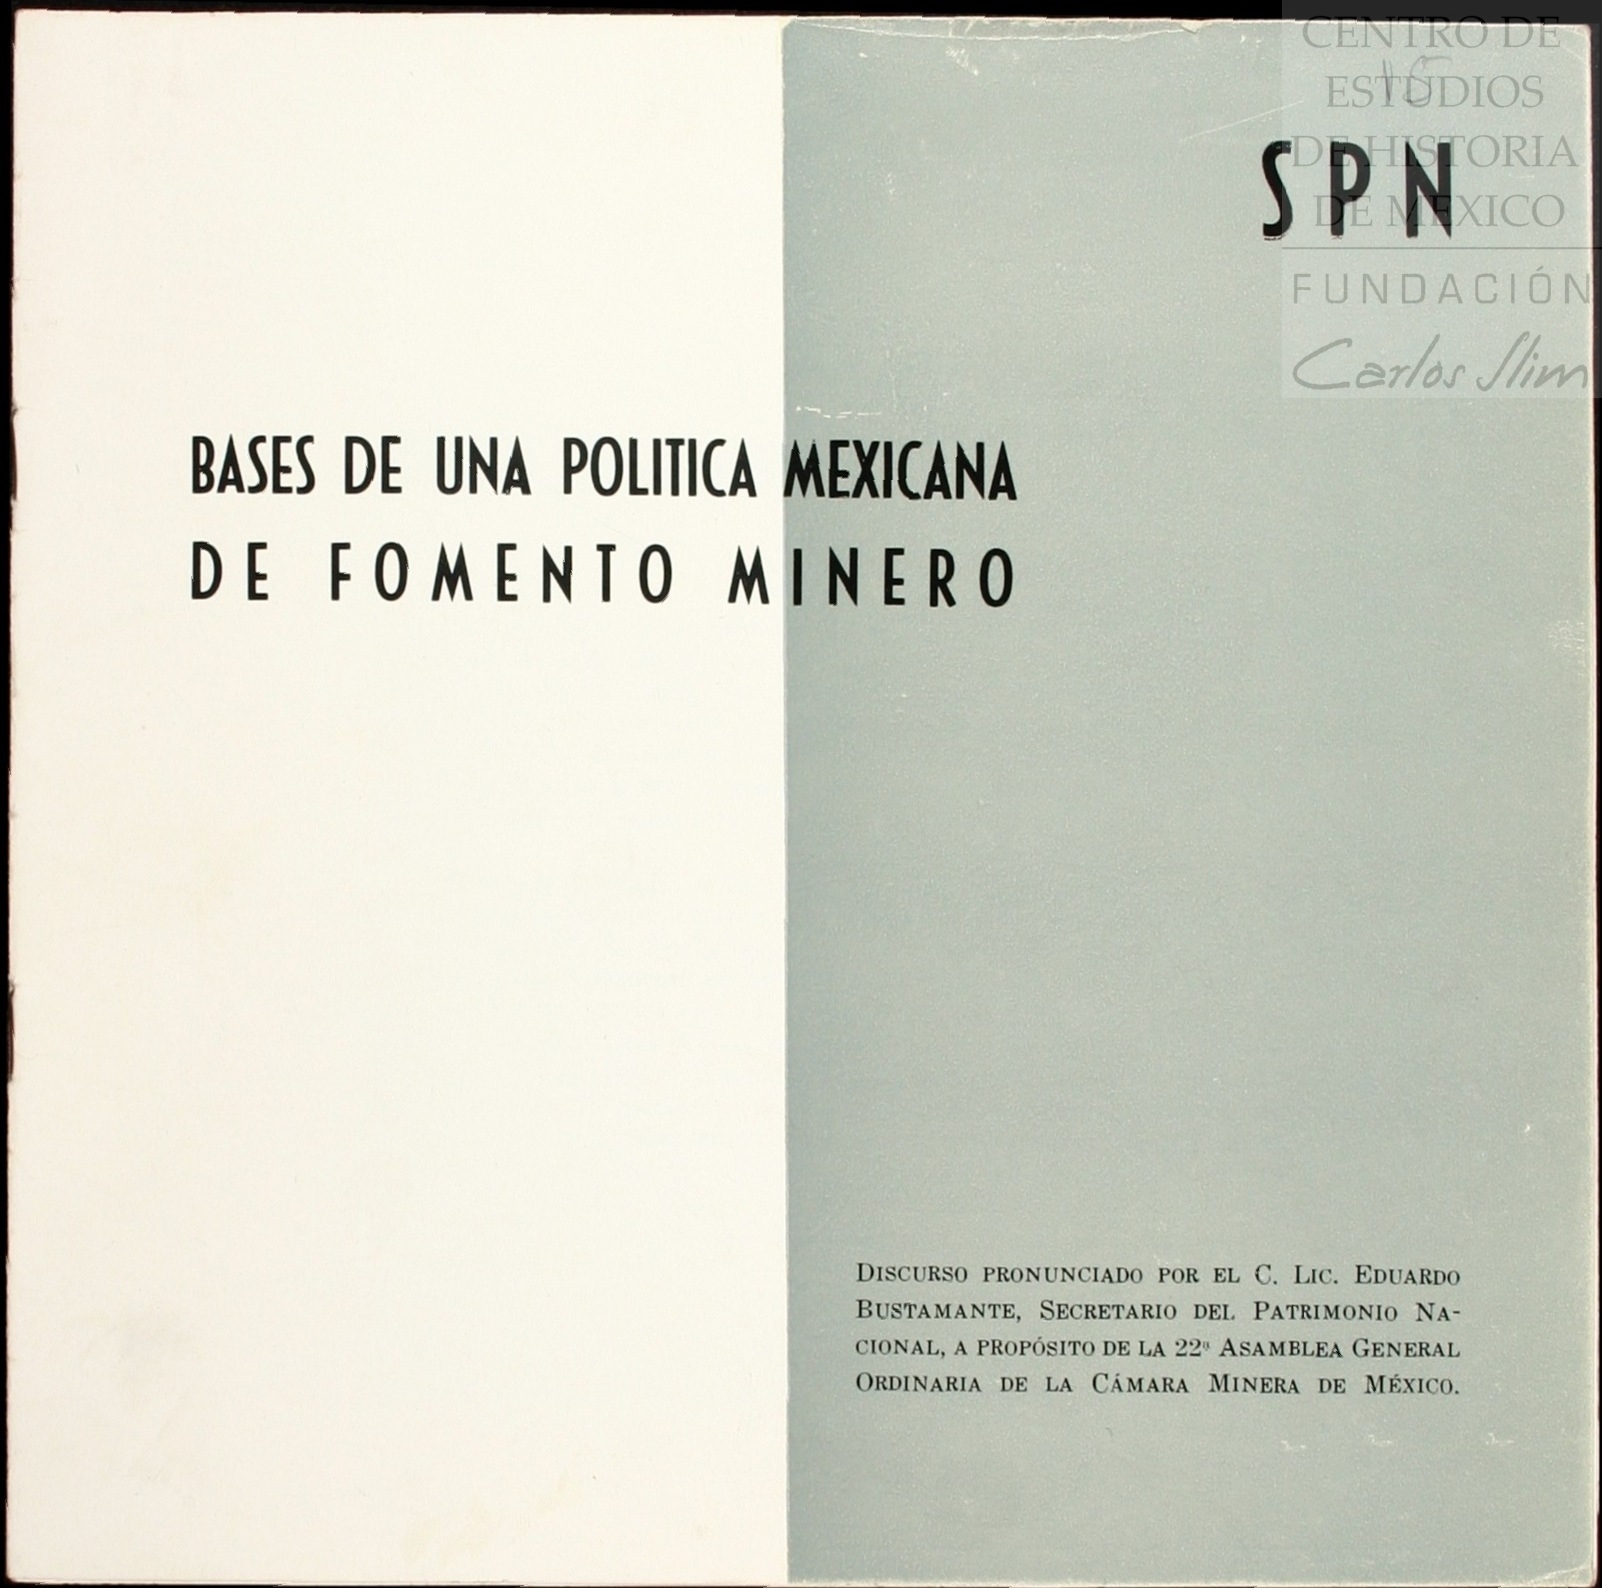 CENTRO DE
ESTUDIOS
DE HISTORIA
DE MEXICO
FUNDACIÓN
Carlos Slim
SPN
BASES DE UNA POLITICA MEXICANA
DE FOMENTO MINERO
DISCURSO PRONUNCIADO POR EL C. LIC. EDUARDO
BUSTAMANTE, SECRETARIO DEL PATRIMONIO NA-
CIONAL, A PROPÓSITO DE LA 22ª ASAMBLEA GENERAL
ORDINARIA DE LA CÁMARA MINERA DE MÉXICO.